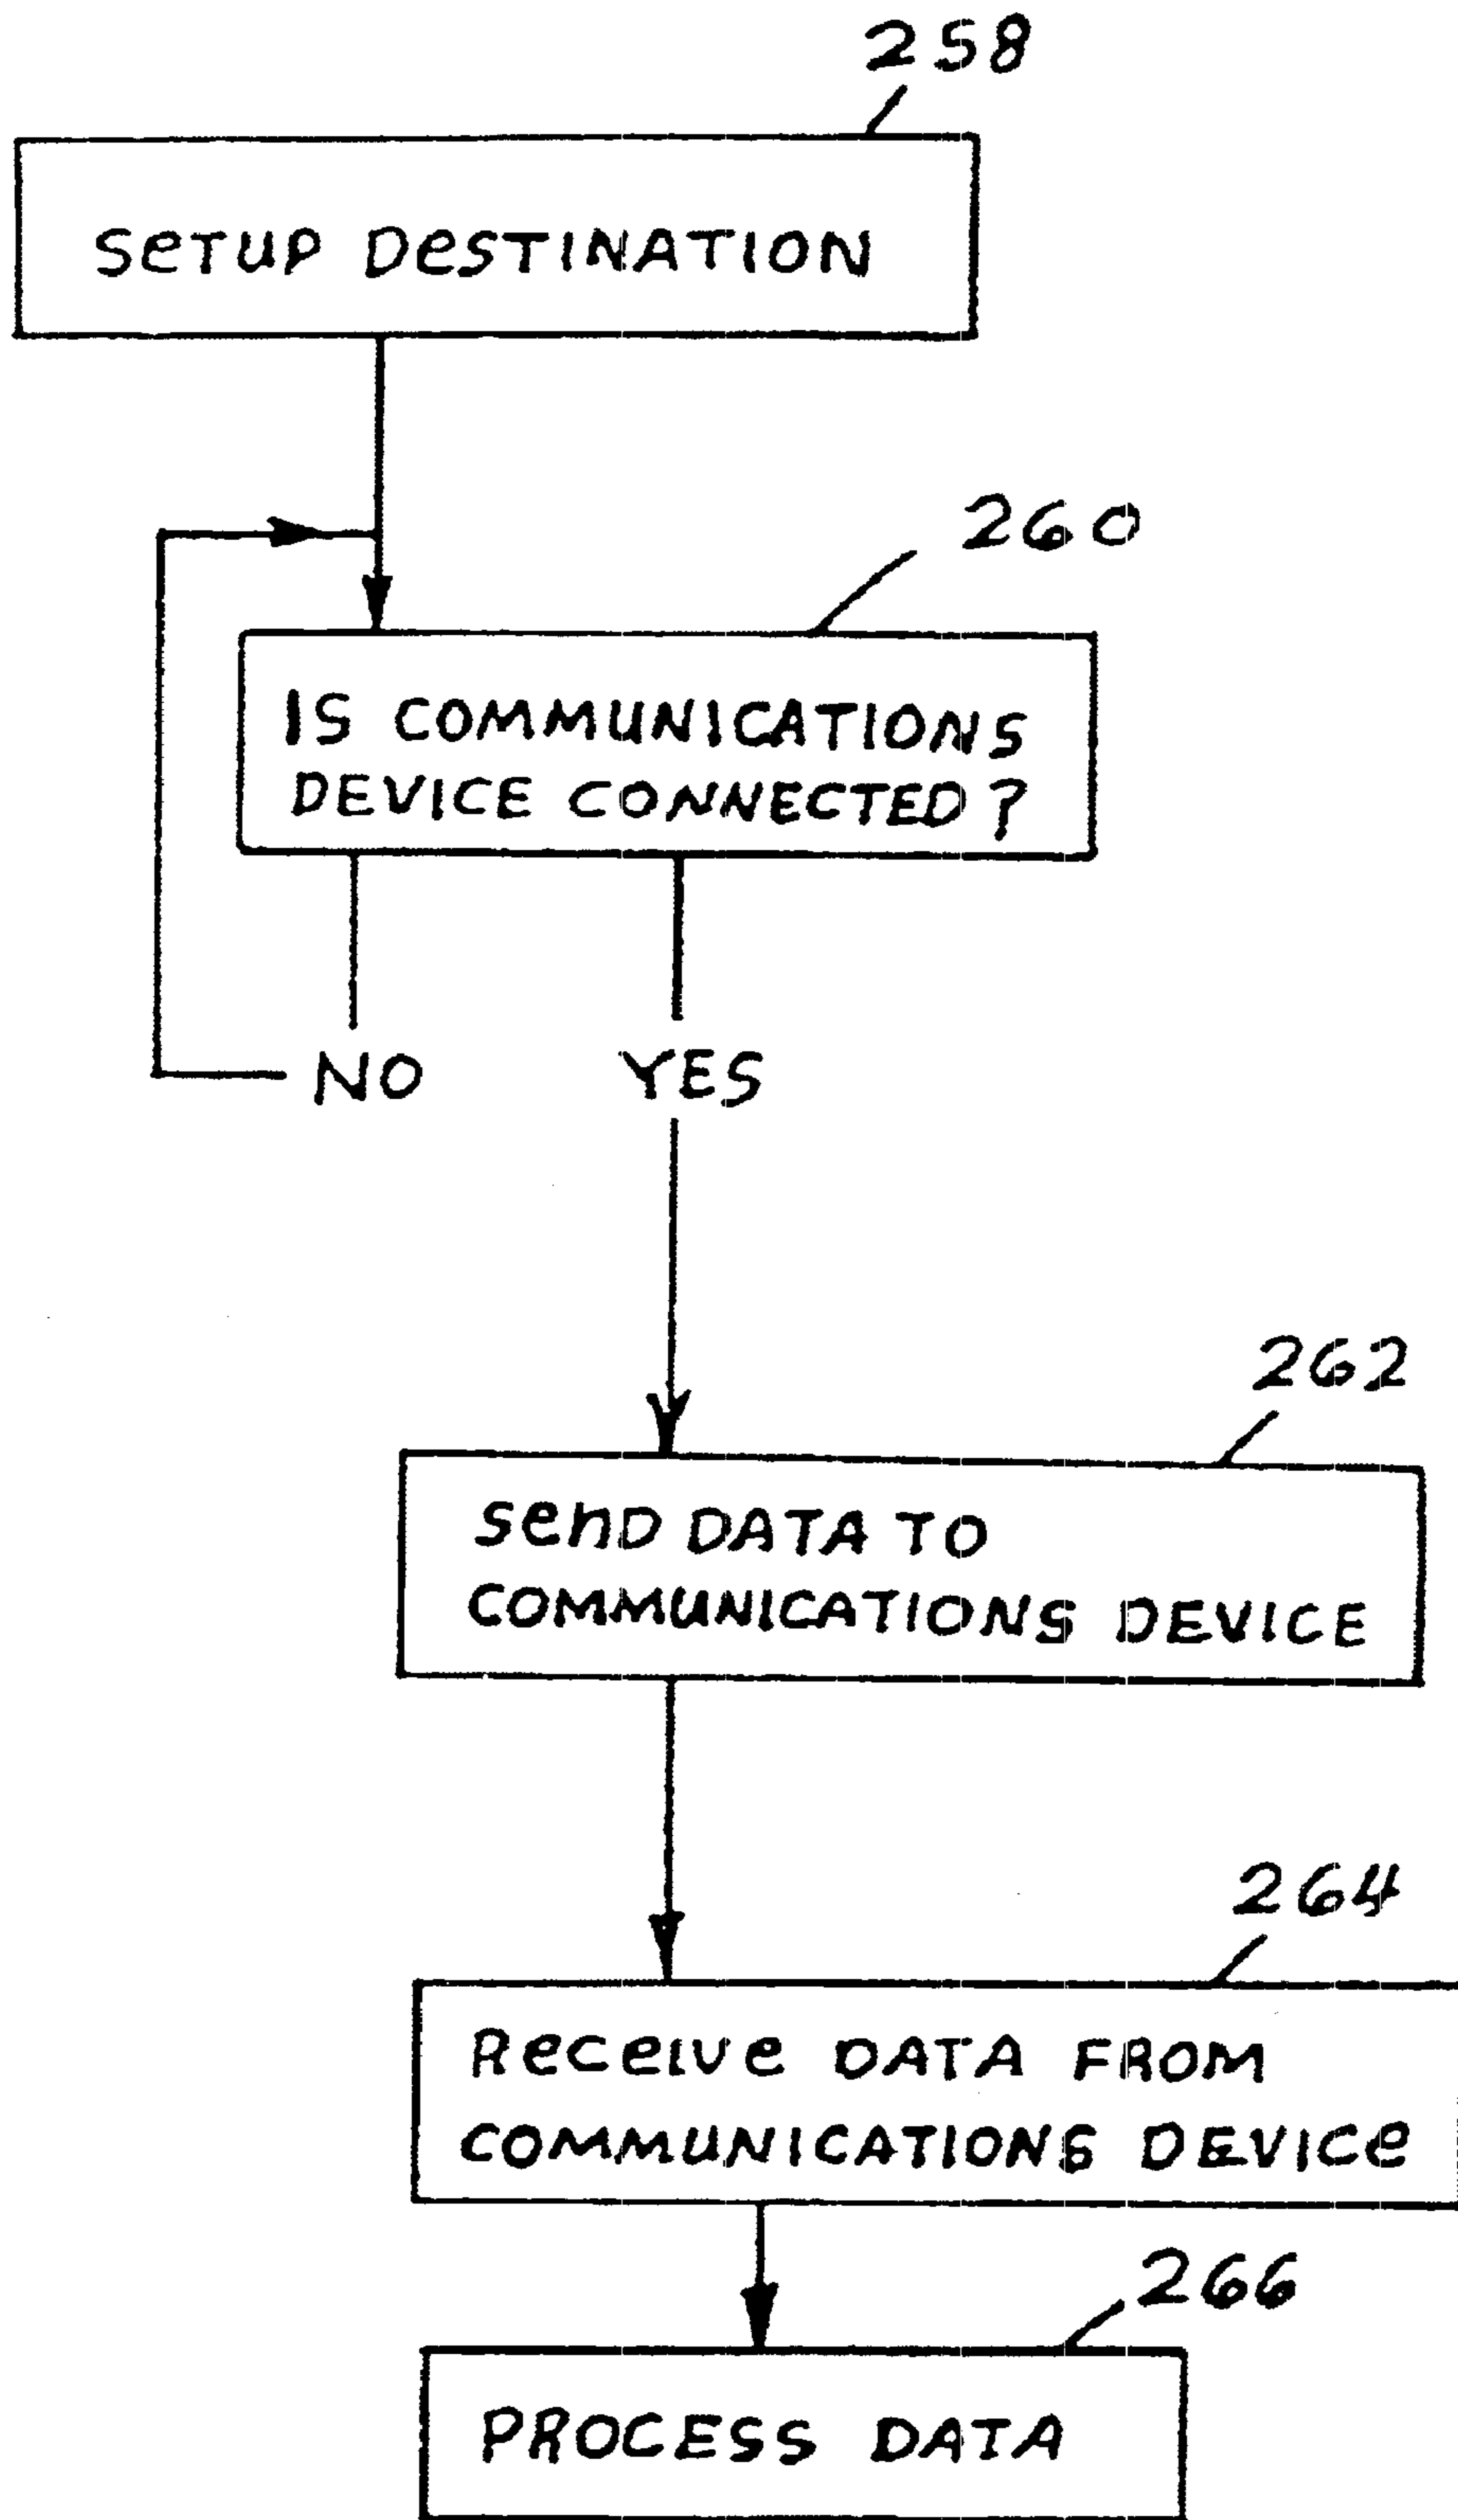 258
SeTUP DeSTINATION
260
IS COMMUNICATIONS
DEVICE CONNECTED?
NO YES
262
SenD DATA TO
COMMUNICATIONS DEVICE
264
ReCeIVe DATA FROM
COMMUNICATIONS DEVICe
266
PROCESS DATA